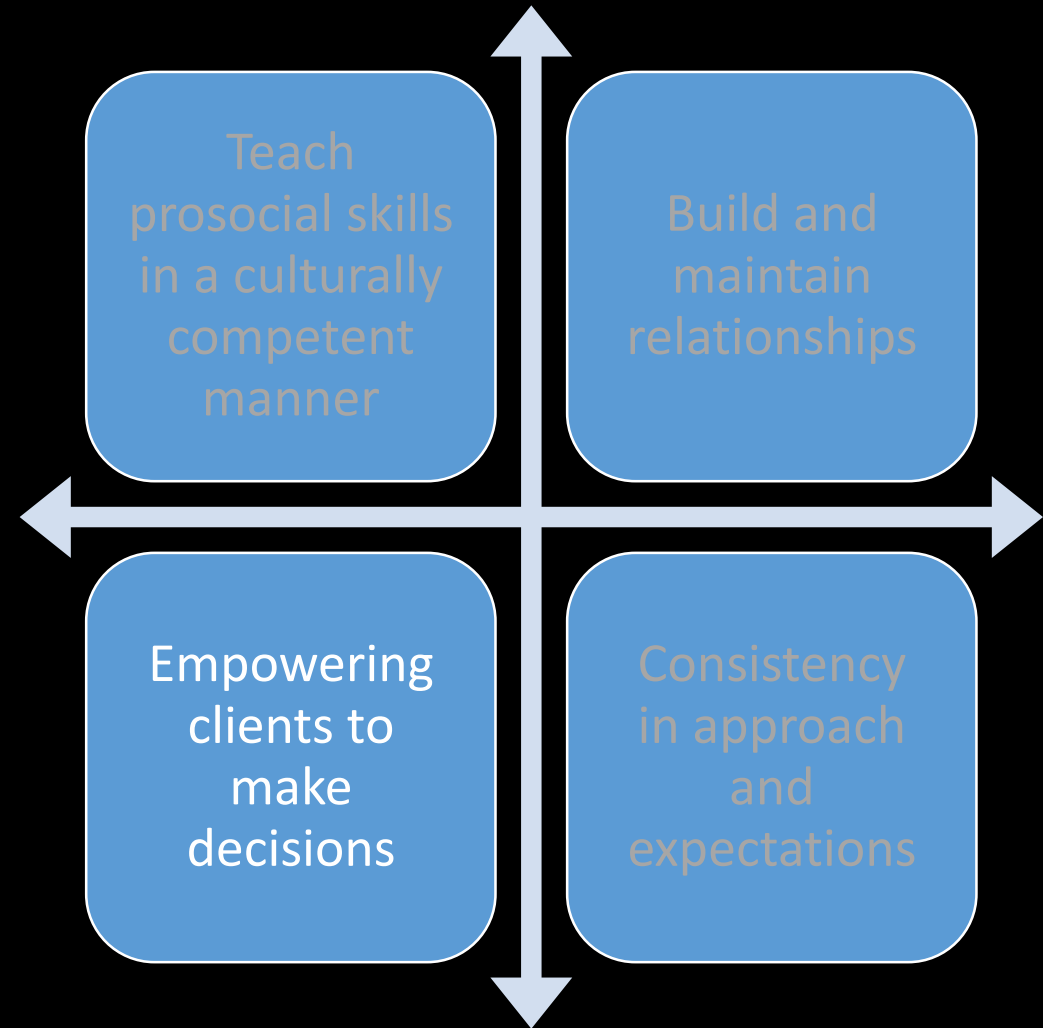 Teach
prosocial skills
in a culturally
competent
manner
Build and
maintain
relationships
Empowering
clients to
make
decisions
Consistency
in approach
and
expectations